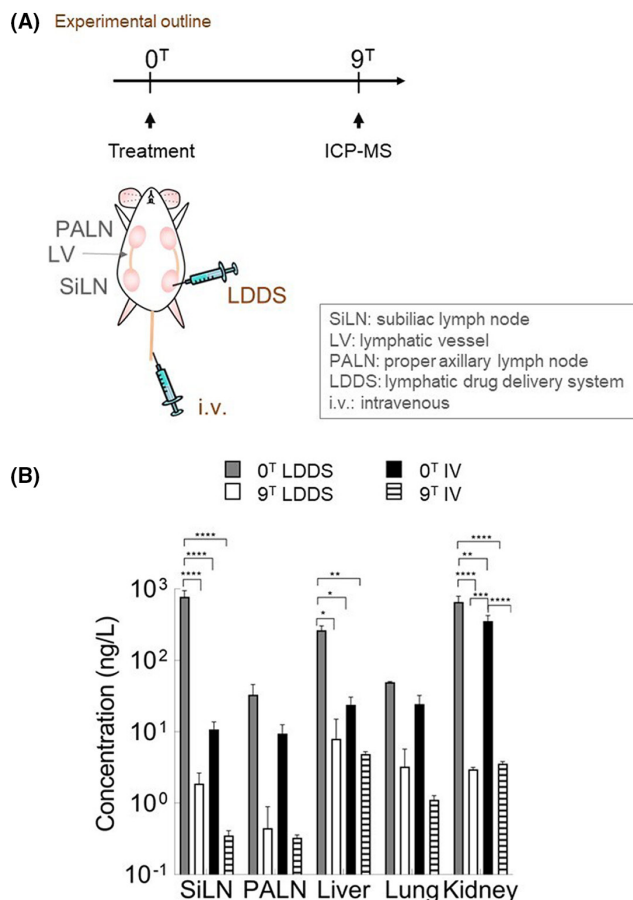 (A) Experimental outline
0ᵀ 9ᵀ
Treatment ICP-MS
PALN
LV
SiLN
LDDS
i.v.
SiLN: subiliac lymph node
LV: lymphatic vessel
PALN: proper axillary lymph node
LDDS: lymphatic drug delivery system
i.v.: intravenous
(B)
0ᵀ LDDS 0ᵀ IV
9ᵀ LDDS 9ᵀ IV
**** ** ****
**** * **
**** * **** *** ****
Concentration (ng/L)
10³
10²
10¹
10⁰
10⁻¹
SiLN PALN Liver Lung Kidney